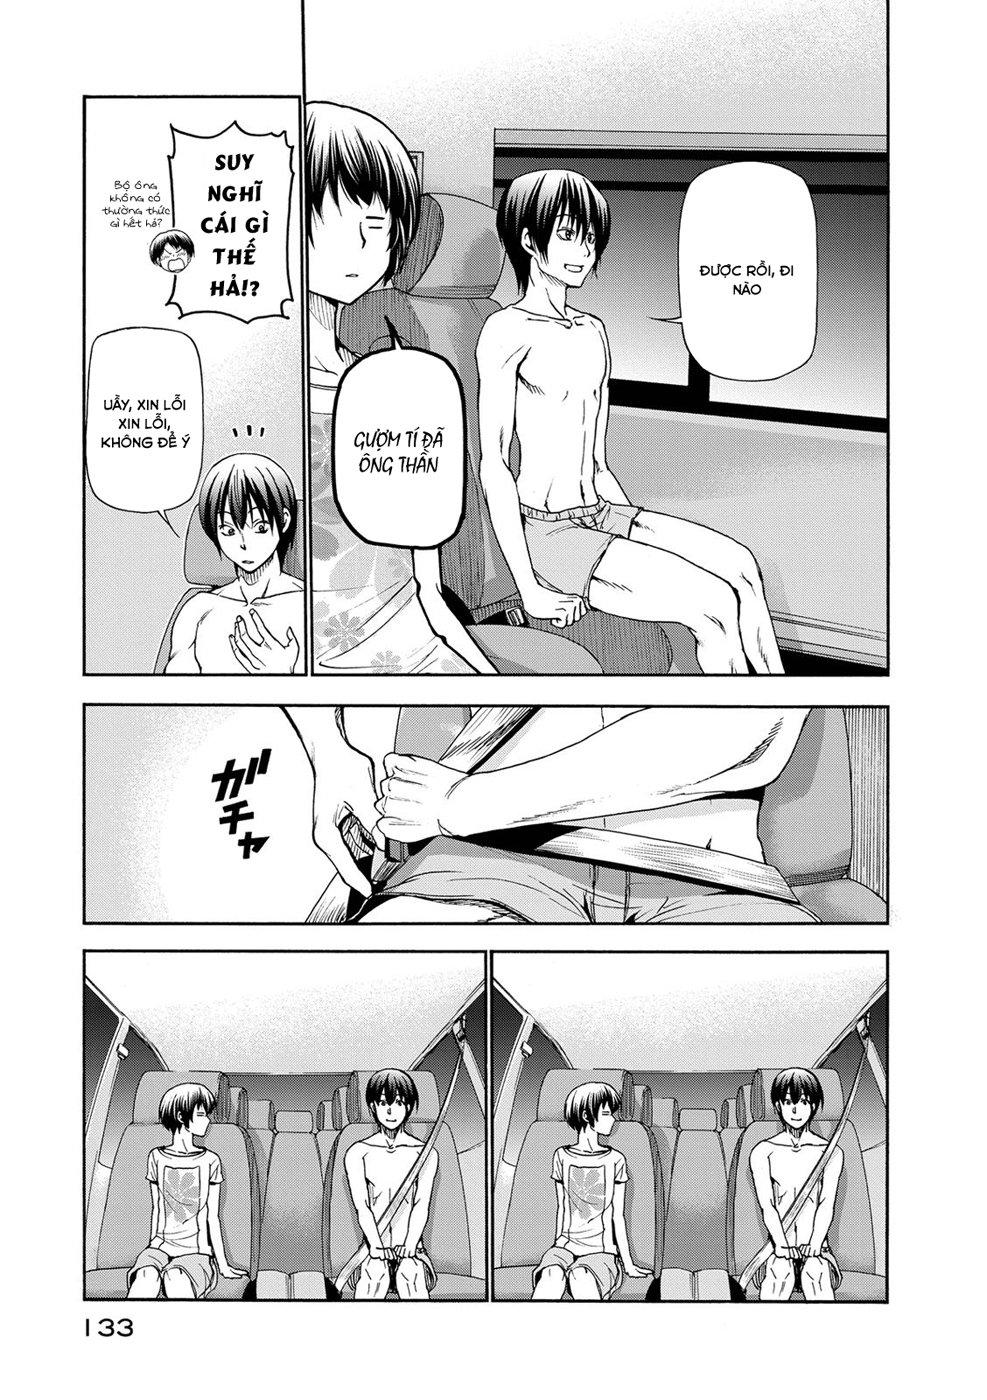 ĐƯỢC RỒI, ĐI
NÀO
GƯỢM TÍ ĐÃ
ÔNG THẦN
SUY
NGHĨ
CÁI GÌ
THẾ
HẢ!?
Bộ ông
không có
thường thức
gì hết hả?
UẦY, XIN LỖI
XIN LỖI,
KHÔNG ĐỂ Ý
ガチャ
133